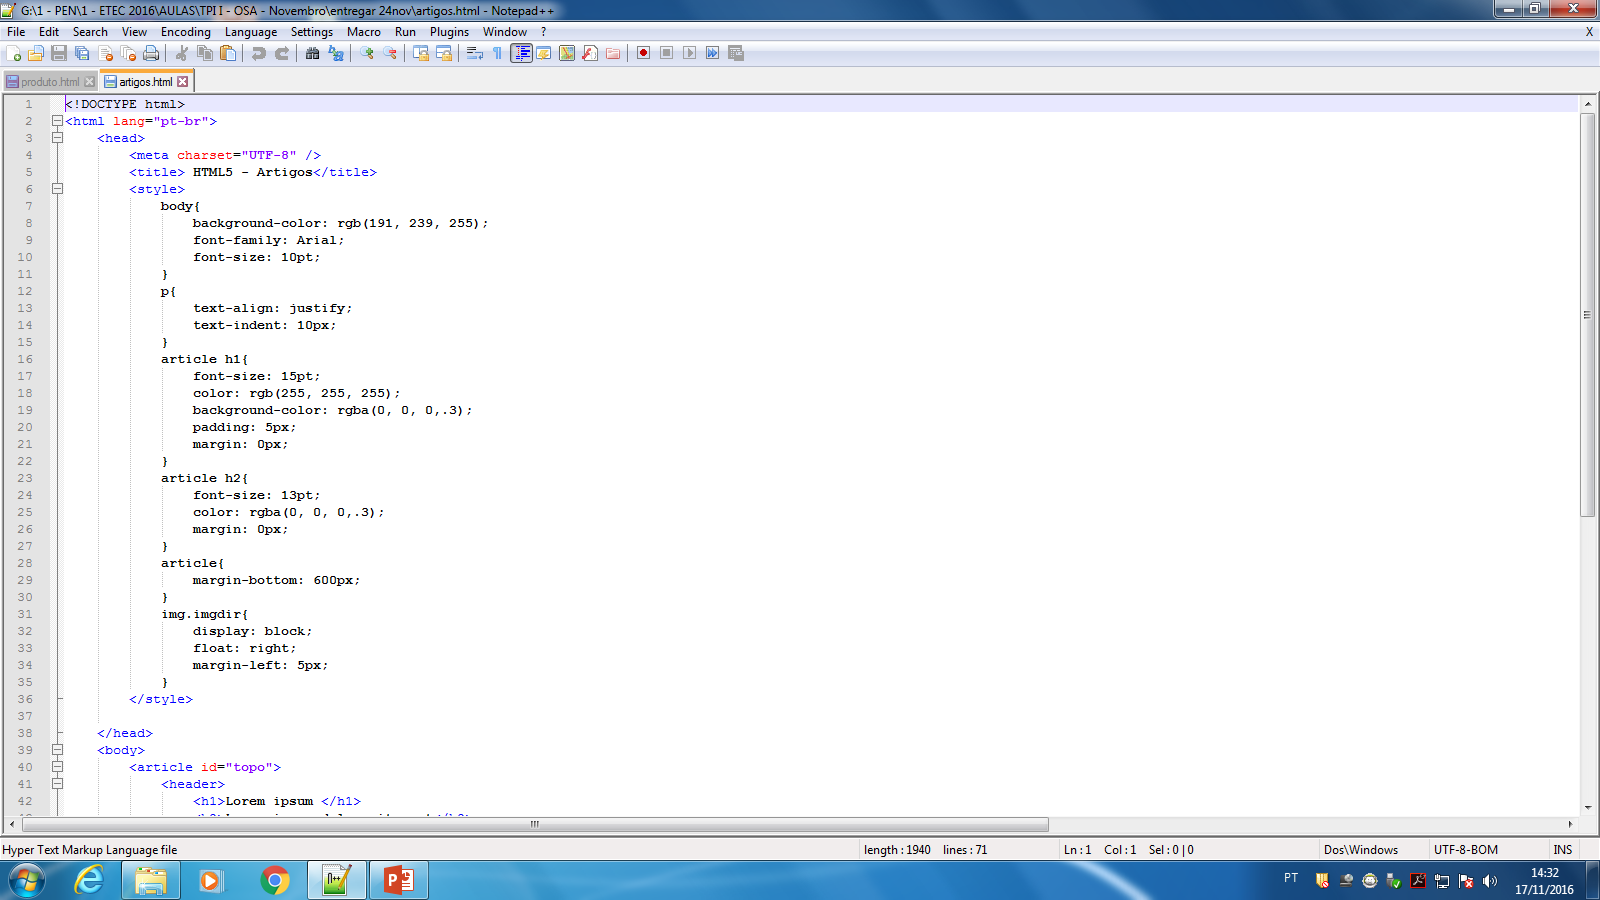 G:\1 - PEN\1 - ETEC 2016\AULAS\TPI I - OSA - Novembro\entregar 24nov\artigos.html - Notepad++
File Edit Search View Encoding Language Settings Macro Run Plugins Window ? X
produto.html artigos.html
1 <!DOCTYPE html>
2 <html lang="pt-br">
3 <head>
4 <meta charset="UTF-8" />
5 <title> HTML5 - Artigos</title>
6 <style>
7 body{
8 background-color: rgb(191, 239, 255);
9 font-family: Arial;
10 font-size: 10pt;
11 }
12 p{
13 text-align: justify;
14 text-indent: 10px;
15 }
16 article h1{
17 font-size: 15pt;
18 color: rgb(255, 255, 255);
19 background-color: rgba(0, 0, 0,.3);
20 padding: 5px;
21 margin: 0px;
22 }
23 article h2{
24 font-size: 13pt;
25 color: rgba(0, 0, 0,.3);
26 margin: 0px;
27 }
28 article{
29 margin-bottom: 600px;
30 }
31 img.imgdir{
32 display: block;
33 float: right;
34 margin-left: 5px;
35 }
36 </style>
37
38 </head>
39 <body>
40 <article id="topo">
41 <header>
42 <h1>Lorem ipsum </h1>
Hyper Text Markup Language file length : 1940 lines : 71 Ln : 1 Col : 1 Sel : 0 | 0 Dos\Windows UTF-8-BOM INS
PT 14:32
17/11/2016